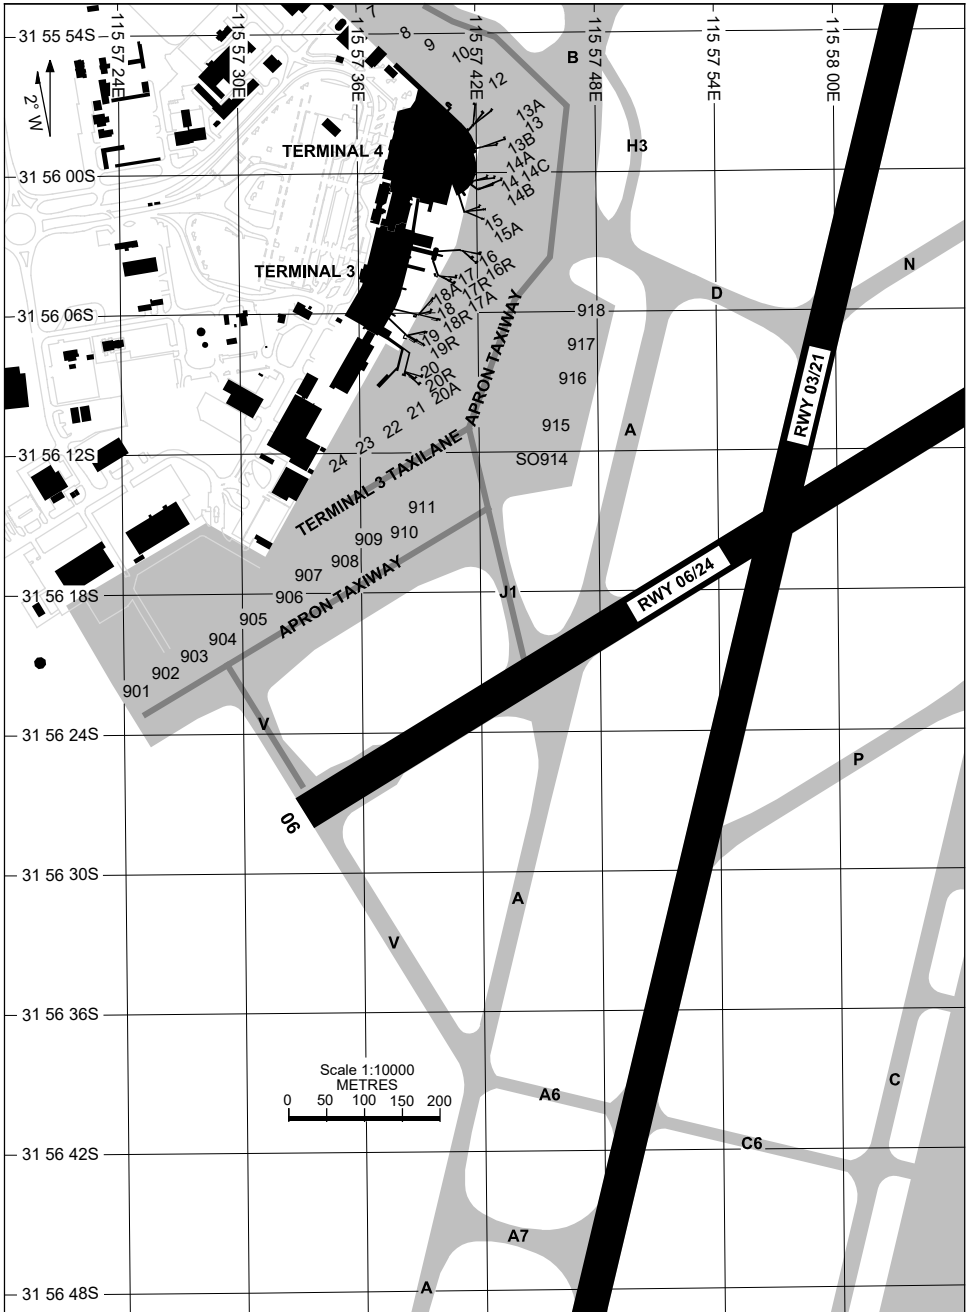 31 55 54S
31 56 00S
31 56 06S
31 56 12S
31 56 18S
31 56 24S
31 56 30S
31 56 36S
31 56 42S
31 56 48S
115 57 24E
115 57 30E
115 57 36E
115 57 42E
115 57 48E
115 57 54E
115 58 00E
2° W
7
8
9
10
12
B
H3
N
D
TERMINAL 4
13A
13
13B
14A
14 14C
14B
15
15A
TERMINAL 3
16
17 16R
17R
18A 17A
18
18R
19
19R
20
20R
20A
21
22
23
24
918
917
916
915
SO914
A
APRON TAXIWAY
TERMINAL 3 TAXILANE
RWY 03/21
911
910
909
908
907
906
905
904
903
902
901
APRON TAXIWAY
J1
RWY 06/24
V
06
P
A
V
C
Scale 1:10000
METRES
0 50 100 150 200
A6
C6
A7
A